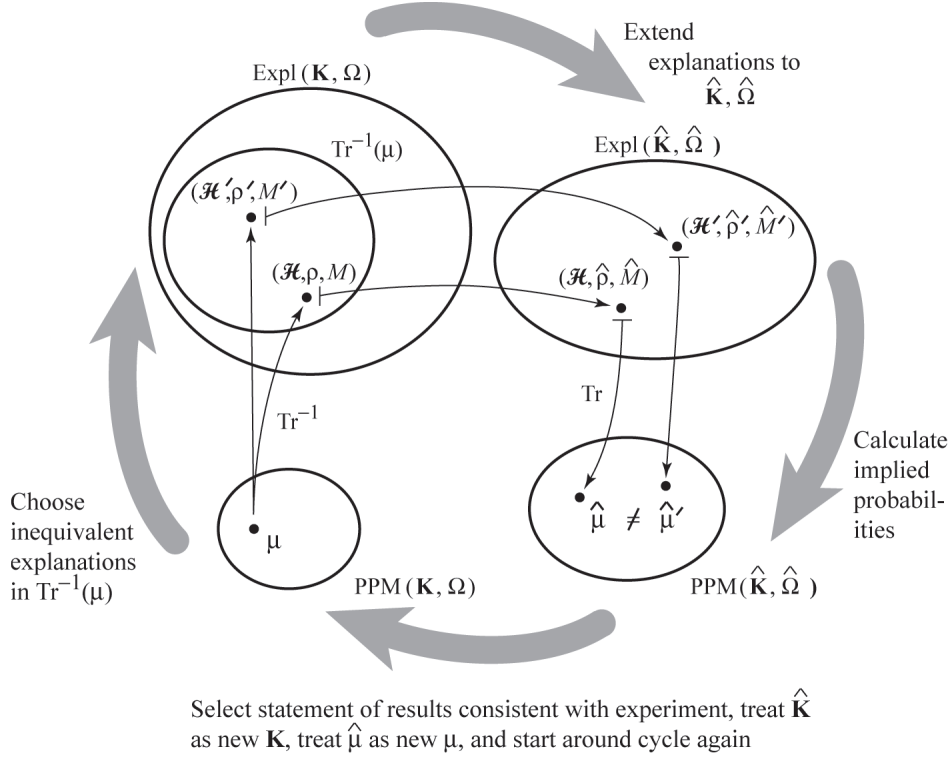 Extend
explanations to
K̂, Ω̂
Expl (K, Ω)
Tr⁻¹(μ)
Expl (K̂, Ω̂ )
(ℋ′,ρ′,M′)
(ℋ′,ρ̂′,M̂′)
(ℋ,ρ,M)
(ℋ,ρ̂,M̂)
Tr
Tr⁻¹
Calculate
implied
probabil-
ities
Choose
inequivalent
explanations
in Tr⁻¹(μ)
μ
μ̂ ≠ μ̂′
PPM (K, Ω)
PPM(K̂, Ω̂ )
Select statement of results consistent with experiment, treat K̂
as new K, treat μ̂ as new μ, and start around cycle again